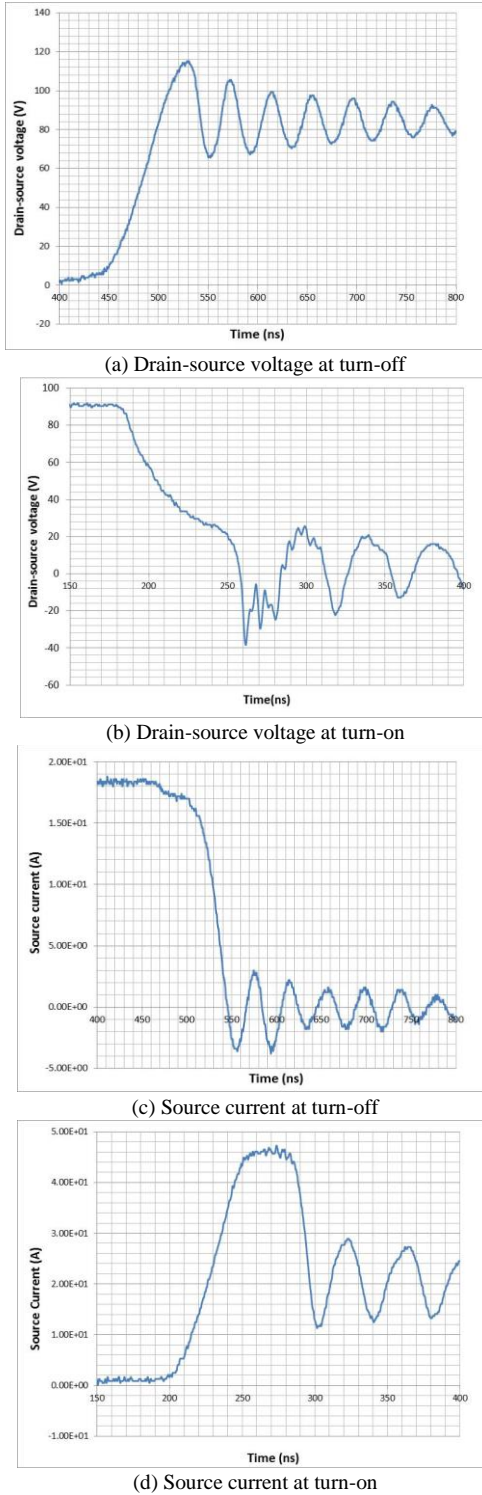 140
120
100
80
60
40
20
0
-20
Drain-source voltage (V)
400 450 500 550 600 650 700 750 800
Time (ns)
(a) Drain-source voltage at turn-off
100
80
60
40
20
0
-20
-40
-60
Drain-source voltage (V)
150 200 250 300 350 400
Time(ns)
(b) Drain-source voltage at turn-on
2.00E+01
1.50E+01
1.00E+01
5.00E+00
0.00E+00
-5.00E+00
Source current (A)
400 450 500 550 600 650 700 750 800
Time (ns)
(c) Source current at turn-off
5.00E+01
4.00E+01
3.00E+01
2.00E+01
1.00E+01
0.00E+00
-1.00E+01
Source Current (A)
150 200 250 300 350 400
Time (ns)
(d) Source current at turn-on